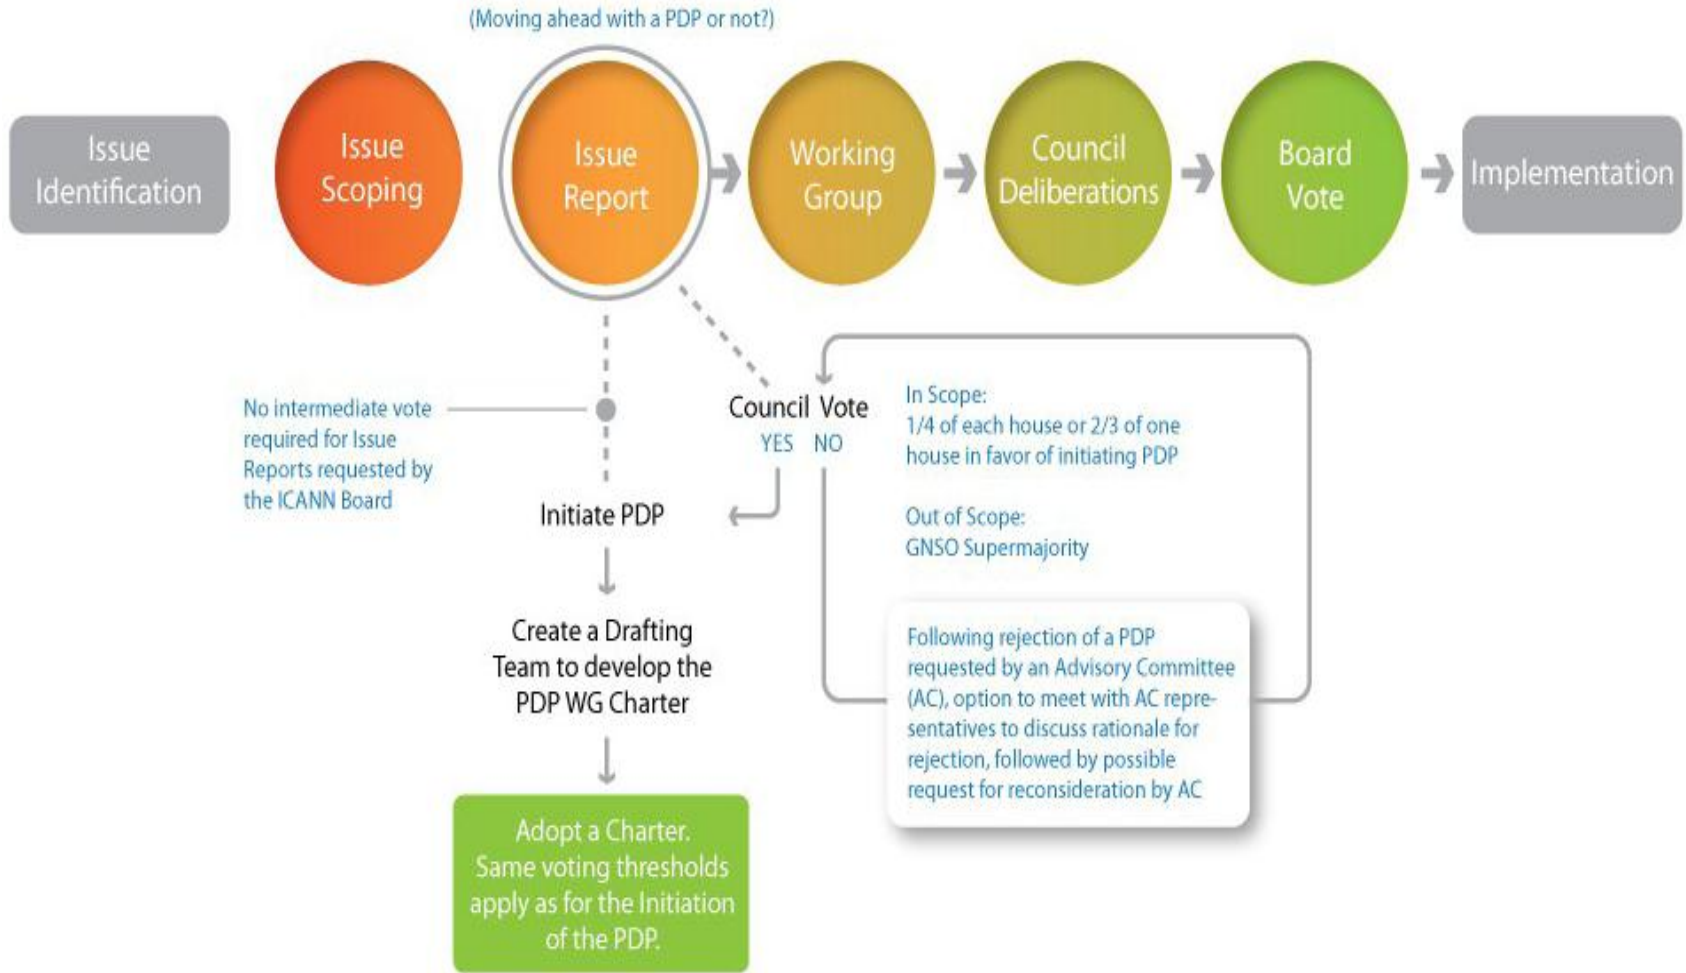 (Moving ahead with a PDP or not?)
Issue
Identification
Issue
Scoping
Issue
Report
Working
Group
Council
Deliberations
Board
Vote
Implementation
No intermediate vote
required for Issue
Reports requested by
the ICANN Board
Council Vote
YES NO
In Scope:
1/4 of each house or 2/3 of one
house in favor of initiating PDP
Out of Scope:
GNSO Supermajority
Initiate PDP
Create a Drafting
Team to develop the
PDP WG Charter
Following rejection of a PDP
requested by an Advisory Committee
(AC), option to meet with AC repre-
sentatives to discuss rationale for
rejection, followed by possible
request for reconsideration by AC
Adopt a Charter.
Same voting thresholds
apply as for the Initiation
of the PDP.